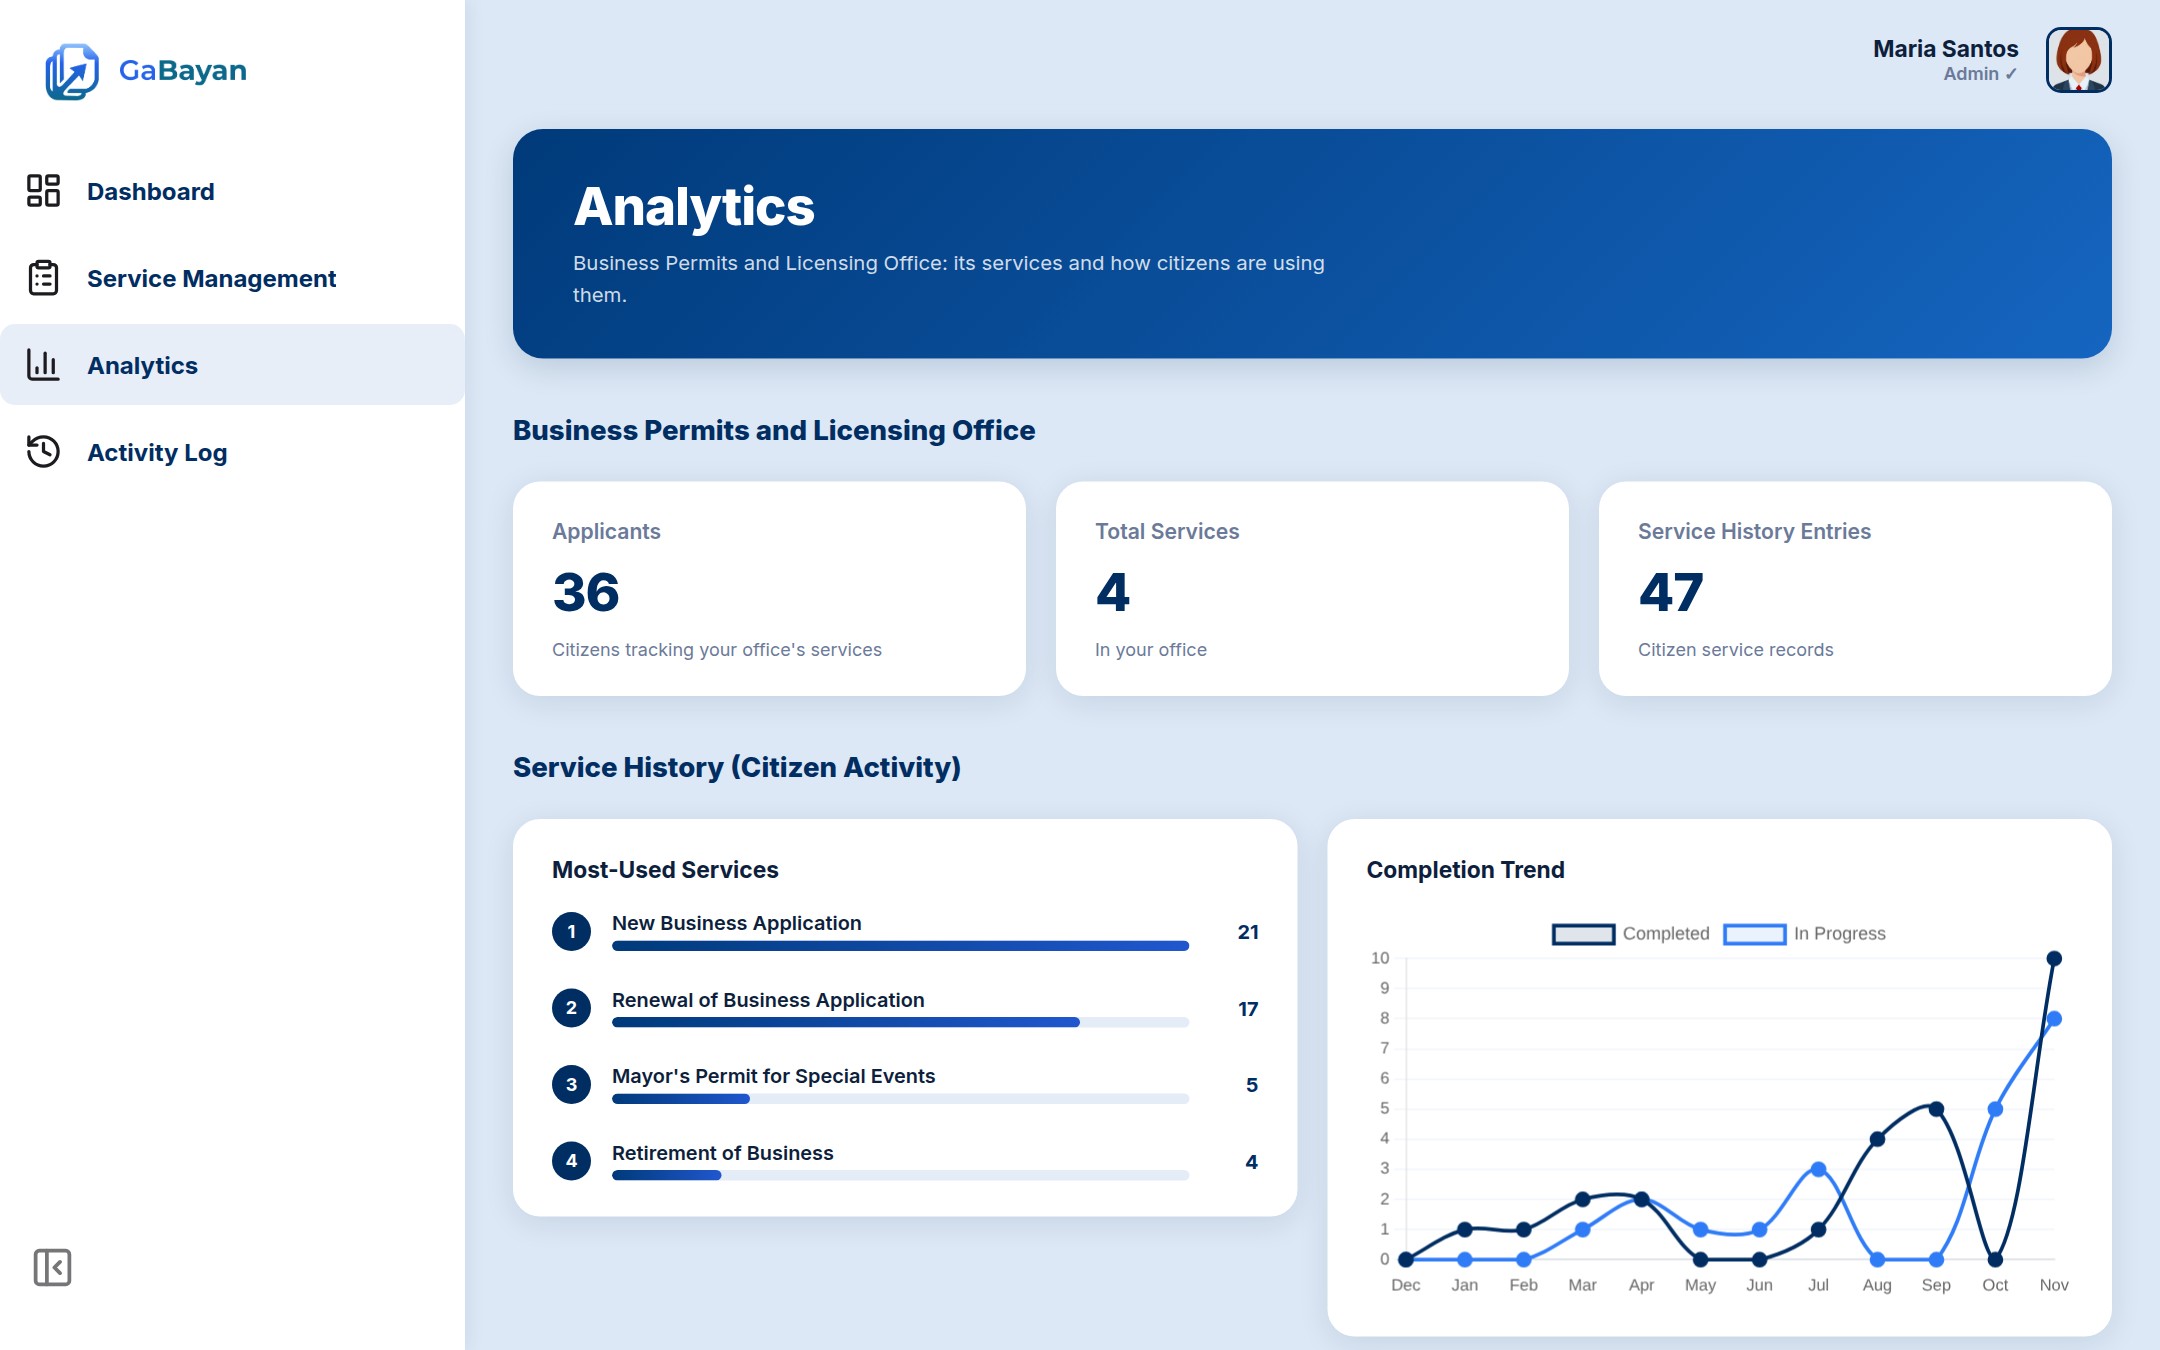 GaBayan
Dashboard
Service Management
Analytics
Activity Log
Maria Santos
Admin ✓
Analytics
Business Permits and Licensing Office: its services and how citizens are using
them.
Business Permits and Licensing Office
Applicants
36
Citizens tracking your office's services
Total Services
4
In your office
Service History Entries
47
Citizen service records
Service History (Citizen Activity)
Most-Used Services
1 New Business Application 21
2 Renewal of Business Application 17
3 Mayor's Permit for Special Events 5
4 Retirement of Business 4
Completion Trend
Completed In Progress
10
9
8
7
6
5
4
3
2
1
0
Dec Jan Feb Mar Apr May Jun Jul Aug Sep Oct Nov